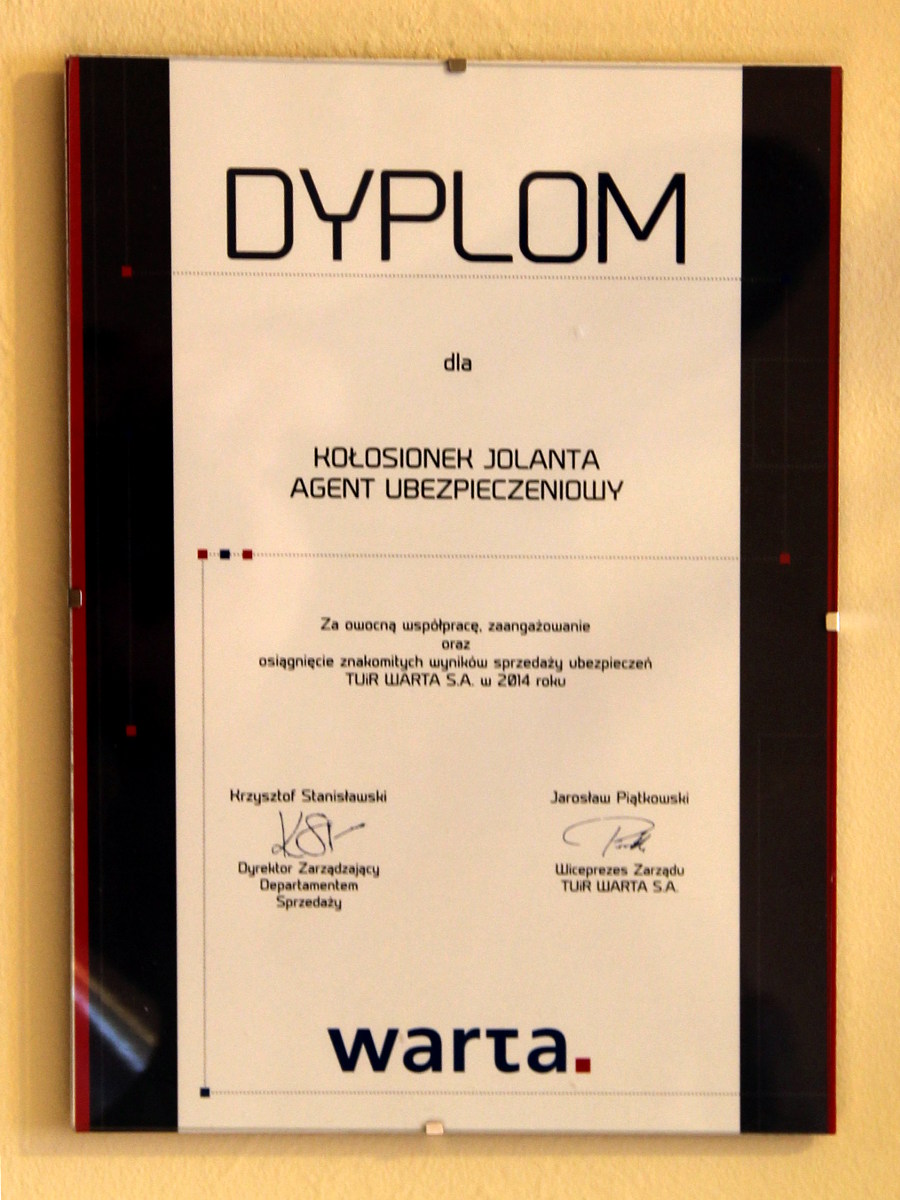 DYPLOM
dla
KOŁOSIONEK JOLANTA
AGENT UBEZPIECZENIOWY
Za owocną współpracę, zaangażowanie
oraz
osiągnięcie znakomitych wyników sprzedaży ubezpieczeń
TUiR WARTA S.A. w 2014 roku
Krzysztof Stanisławski
Dyrektor Zarządzający
Departamentem
Sprzedaży
Jarosław Piątkowski
Wiceprezes Zarządu
TUiR WARTA S.A.
warta.